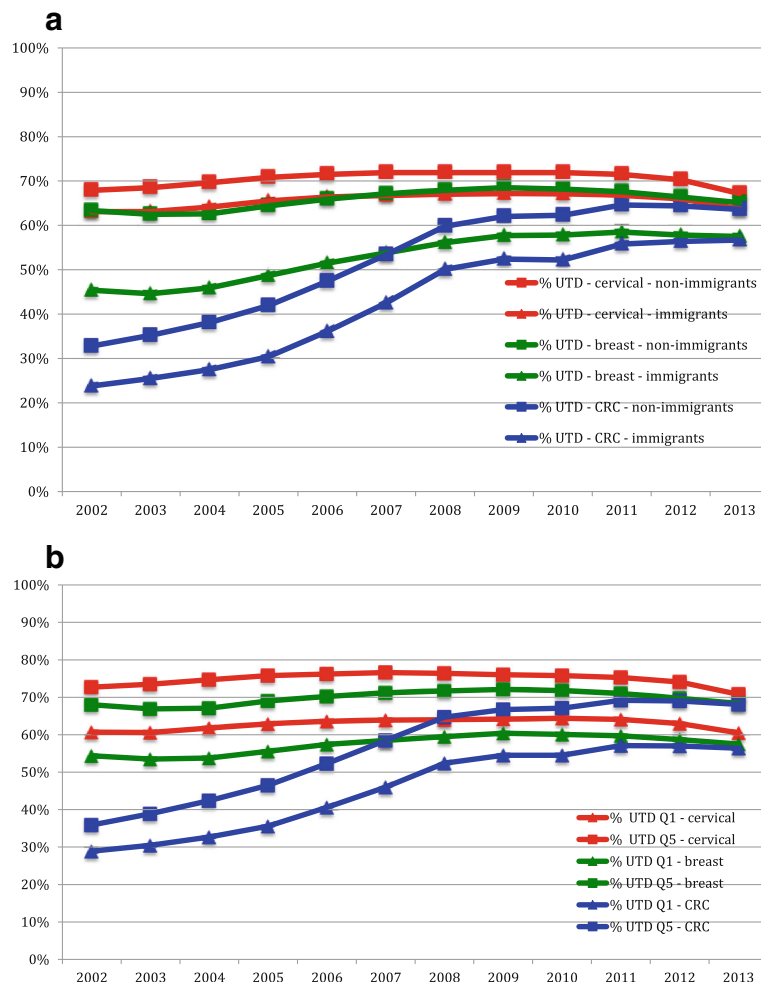 a
100%
90%
80%
70%
60%
50%
40%
30%
20%
10%
0%
% UTD - cervical - non-immigrants
% UTD - cervical - immigrants
% UTD - breast - non-immigrants
% UTD - breast - immigrants
% UTD - CRC - non-immigrants
% UTD - CRC - immigrants
2002 2003 2004 2005 2006 2007 2008 2009 2010 2011 2012 2013
b
100%
90%
80%
70%
60%
50%
40%
30%
20%
10%
0%
% UTD Q1 - cervical
% UTD Q5 - cervical
% UTD Q1 - breast
% UTD Q5 - breast
% UTD Q1 - CRC
% UTD Q5 - CRC
2002 2003 2004 2005 2006 2007 2008 2009 2010 2011 2012 2013